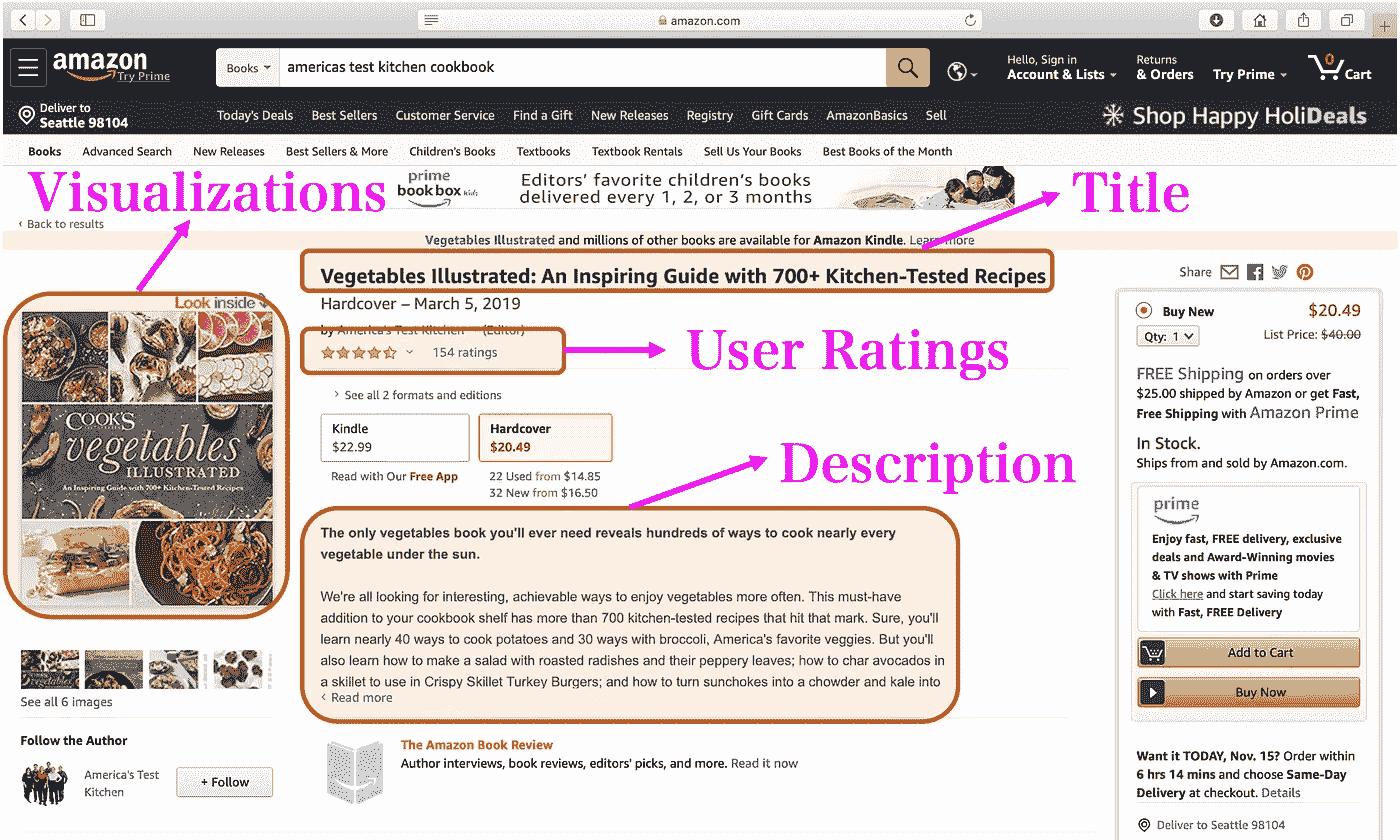 amazon.com
amazon
Try Prime
Books
americas test kitchen cookbook
Hello, Sign in
Account & Lists
Returns
& Orders
Try Prime
0
Cart
Deliver to
Seattle 98104
Today's Deals
Best Sellers
Customer Service
Find a Gift
New Releases
Registry
Gift Cards
AmazonBasics
Sell
Shop Happy HoliDeals
Books
Advanced Search
New Releases
Best Sellers & More
Children's Books
Textbooks
Textbook Rentals
Sell Us Your Books
Best Books of the Month
Visualizations
prime
book box kids
Editors' favorite children's books
delivered every 1, 2, or 3 months
Title
‹ Back to results
Vegetables Illustrated and millions of other books are available for Amazon Kindle. Learn more
Look inside
Vegetables Illustrated: An Inspiring Guide with 700+ Kitchen-Tested Recipes
Hardcover – March 5, 2019
by America's Test Kitchen (Editor)
154 ratings
User Ratings
› See all 2 formats and editions
Kindle
$22.99
Hardcover
$20.49
Read with Our Free App
22 Used from $14.85
32 New from $16.50
Description
COOK'S
vegetables
ILLUSTRATED
An Inspiring Guide with 700+ Kitchen-Tested Recipes
The only vegetables book you'll ever need reveals hundreds of ways to cook nearly every
vegetable under the sun.
We're all looking for interesting, achievable ways to enjoy vegetables more often. This must-have
addition to your cookbook shelf has more than 700 kitchen-tested recipes that hit that mark. Sure, you'll
learn nearly 40 ways to cook potatoes and 30 ways with broccoli, America's favorite veggies. But you'll
also learn how to make a salad with roasted radishes and their peppery leaves; how to char avocados in
a skillet to use in Crispy Skillet Turkey Burgers; and how to turn sunchokes into a chowder and kale into
‹ Read more
See all 6 images
Follow the Author
America's Test
Kitchen
+ Follow
The Amazon Book Review
Author interviews, book reviews, editors' picks, and more. Read it now
Share
Buy New
$20.49
Qty: 1
List Price: $40.00
FREE Shipping on orders over
$25.00 shipped by Amazon or get Fast,
Free Shipping with Amazon Prime
In Stock.
Ships from and sold by Amazon.com.
prime
Enjoy fast, FREE delivery, exclusive
deals and Award-Winning movies
& TV shows with Prime
Click here and start saving today
with Fast, FREE Delivery
Add to Cart
Buy Now
Want it TODAY, Nov. 15? Order within
6 hrs 14 mins and choose Same-Day
Delivery at checkout. Details
Deliver to Seattle 98104